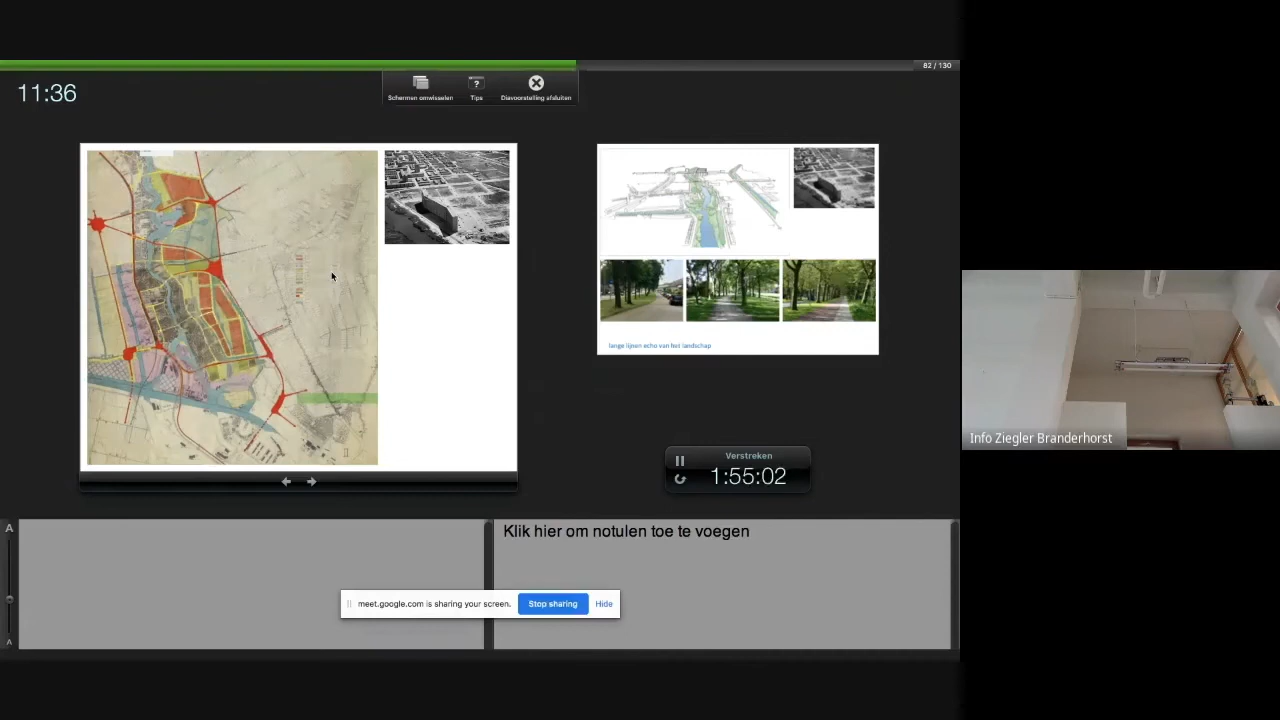 82 / 130
11:36
Schermen omwisselen
Tips
Diavoorstelling afsluiten
lange lijnen echo van het landschap
Verstreken
1:55:02
Info Ziegler Branderhorst
A
Klik hier om notulen toe te voegen
meet.google.com is sharing your screen.
Stop sharing
Hide
A